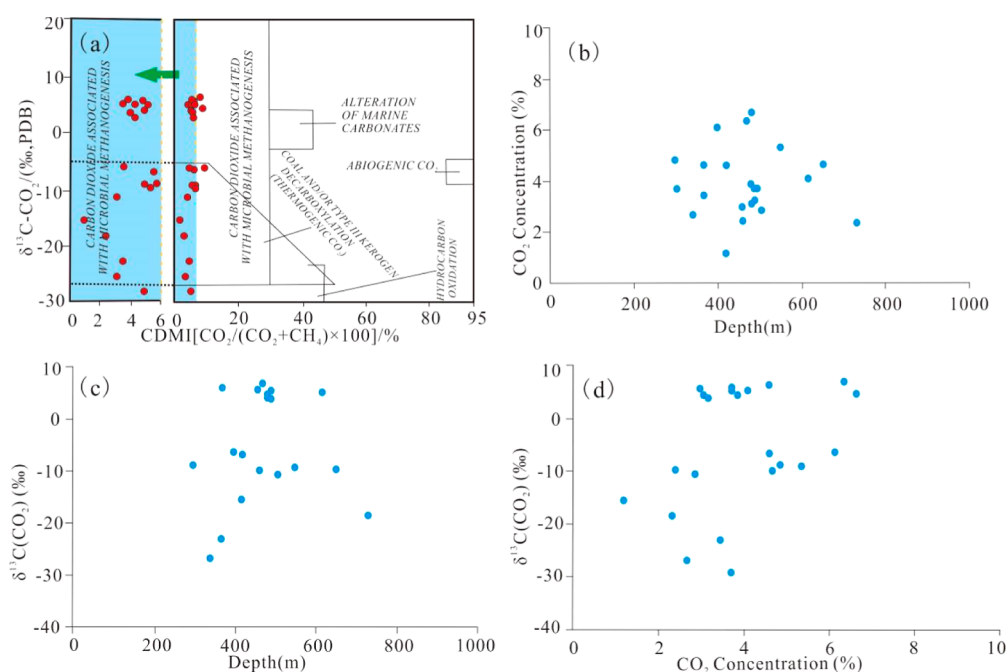 (a)
20
10
0
-10
-20
-30
δ¹³C-CO₂/(‰,PDB)
CARBON DIOXIDE ASSOCIATED
WITH MICROBIAL METHANOGENESIS
CARBON DIOXIDE ASSOCIATED
WITH MICROBIAL METHANOGENESIS
ALTERATION
OF MARINE
CARBONATES
ABIOGENIC CO₂
COAL AND/OR TYPE III KEROGEN
DECARBOXYLATION
(THERMOGENIC CO₂)
HYDROCARBON
OXIDATION
0 2 4 6 0 20 40 60 80 95
CDMI[CO₂/(CO₂+CH₄)×100]/%
(b)
10
8
6
4
2
0
CO₂ Concentration (%)
0 200 400 600 800 1000
Depth(m)
(c)
10
0
-10
-20
-30
-40
δ¹³C(CO₂) (‰)
0 200 400 600 800 1000
Depth(m)
(d)
10
0
-10
-20
-30
-40
δ¹³C(CO₂) (‰)
0 2 4 6 8 10
CO₂ Concentration (%)